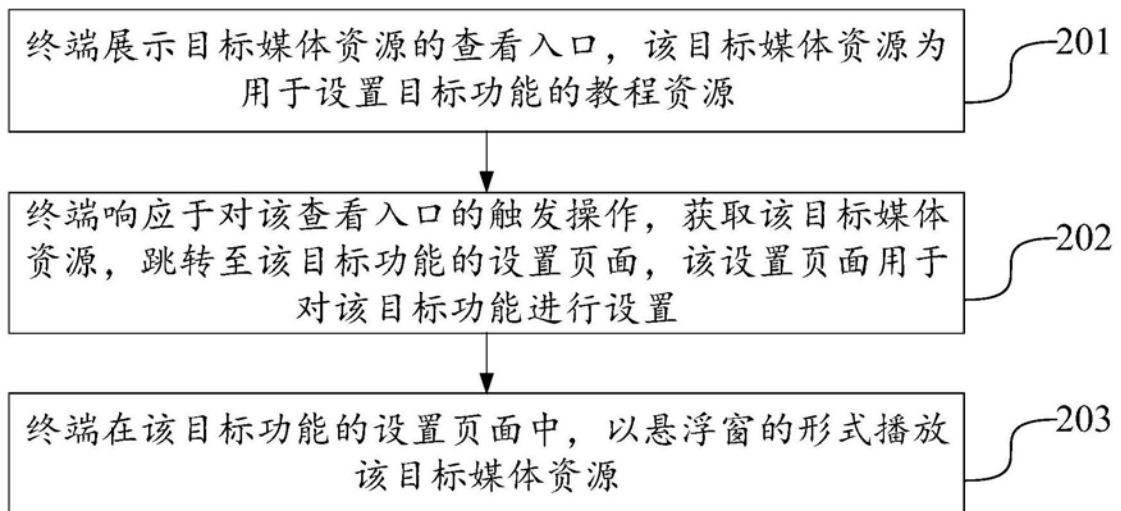 终端展示目标媒体资源的查看入口，该目标媒体资源为
用于设置目标功能的教程资源
201
终端响应于对该查看入口的触发操作，获取该目标媒体
资源，跳转至该目标功能的设置页面，该设置页面用于
对该目标功能进行设置
202
终端在该目标功能的设置页面中，以悬浮窗的形式播放
该目标媒体资源
203